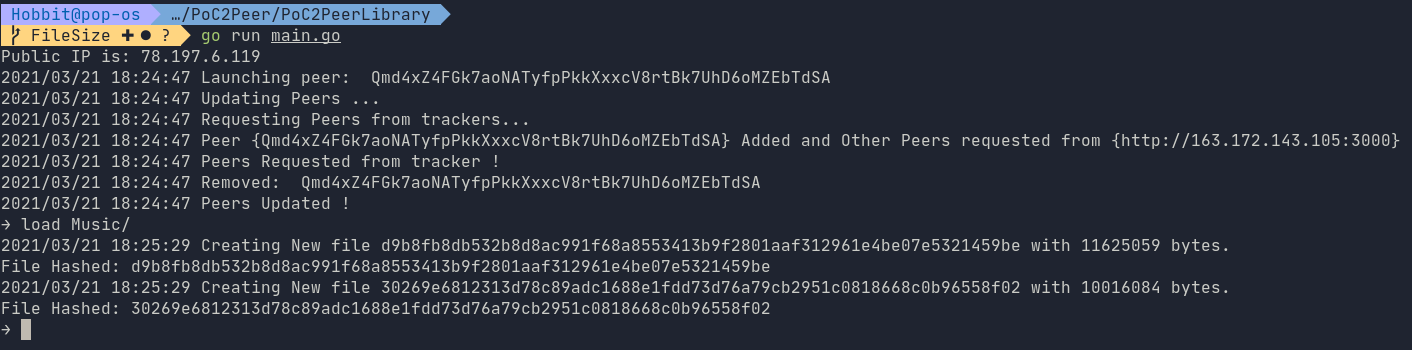 Hobbit@pop-os …/PoC2Peer/PoC2PeerLibrary
FileSize ✚ ● ? go run main.go
Public IP is: 78.197.6.119
2021/03/21 18:24:47 Launching peer:  Qmd4xZ4FGk7aoNATyfpPkkXxxcV8rtBk7UhD6oMZEbTdSA
2021/03/21 18:24:47 Updating Peers ...
2021/03/21 18:24:47 Requesting Peers from trackers...
2021/03/21 18:24:47 Peer {Qmd4xZ4FGk7aoNATyfpPkkXxxcV8rtBk7UhD6oMZEbTdSA} Added and Other Peers requested from {http://163.172.143.105:3000}
2021/03/21 18:24:47 Peers Requested from tracker !
2021/03/21 18:24:47 Removed:  Qmd4xZ4FGk7aoNATyfpPkkXxxcV8rtBk7UhD6oMZEbTdSA
2021/03/21 18:24:47 Peers Updated !
→ load Music/
2021/03/21 18:25:29 Creating New file d9b8fb8db532b8d8ac991f68a8553413b9f2801aaf312961e4be07e5321459be with 11625059 bytes.
File Hashed: d9b8fb8db532b8d8ac991f68a8553413b9f2801aaf312961e4be07e5321459be
2021/03/21 18:25:29 Creating New file 30269e6812313d78c89adc1688e1fdd73d76a79cb2951c0818668c0b96558f02 with 10016084 bytes.
File Hashed: 30269e6812313d78c89adc1688e1fdd73d76a79cb2951c0818668c0b96558f02
→